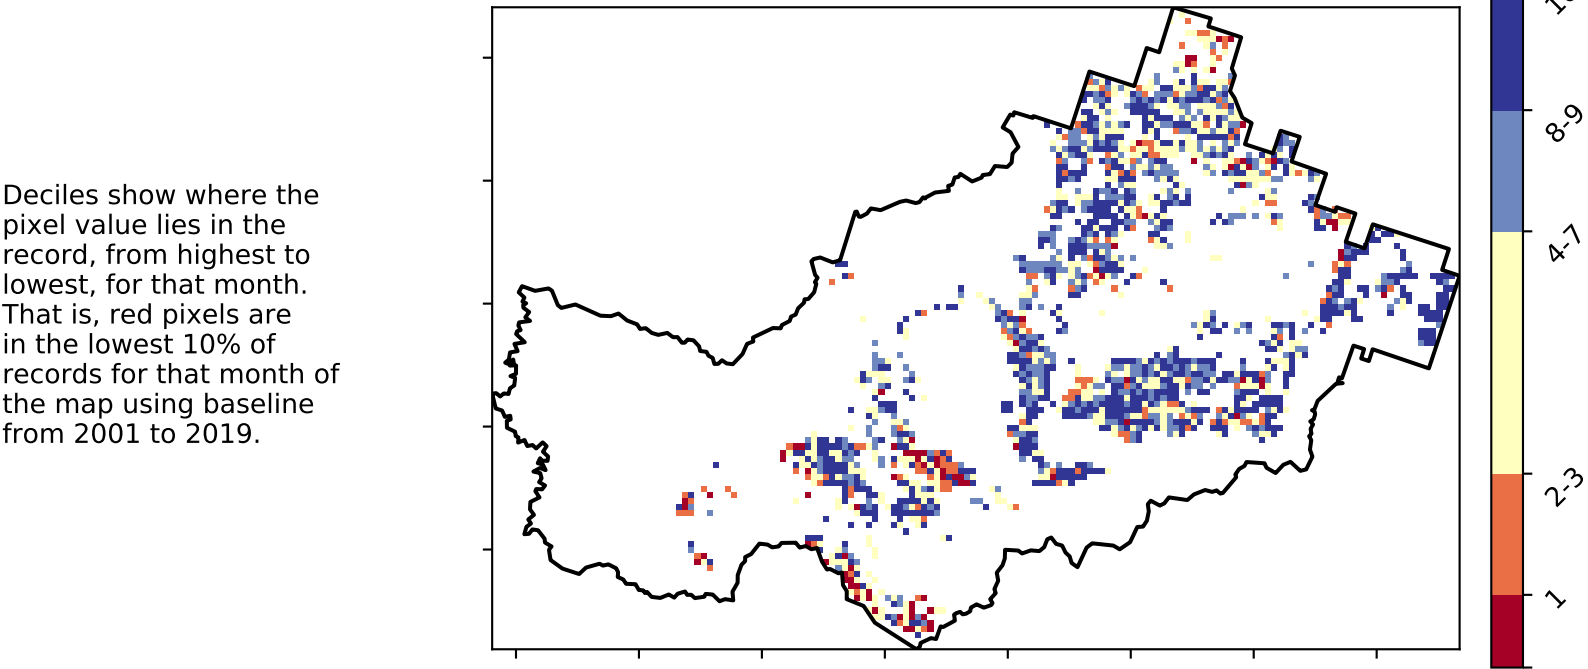 Deciles show where the
pixel value lies in the
record, from highest to
lowest, for that month.
That is, red pixels are
in the lowest 10% of
records for that month of
the map using baseline
from 2001 to 2019.
8-9
4-7
2-3
1